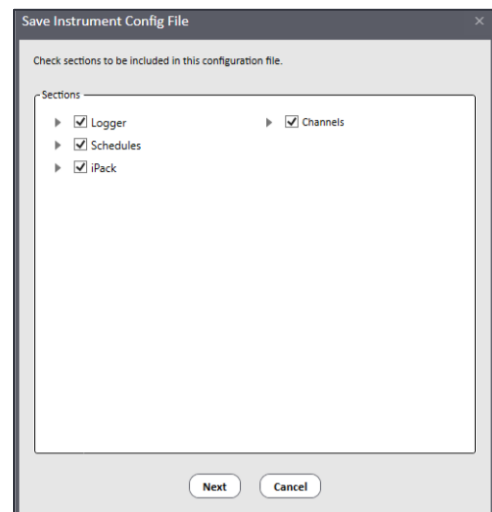 Save Instrument Config File
Check sections to be included in this configuration file.
Sections
Logger
Channels
Schedules
iPack
Next
Cancel